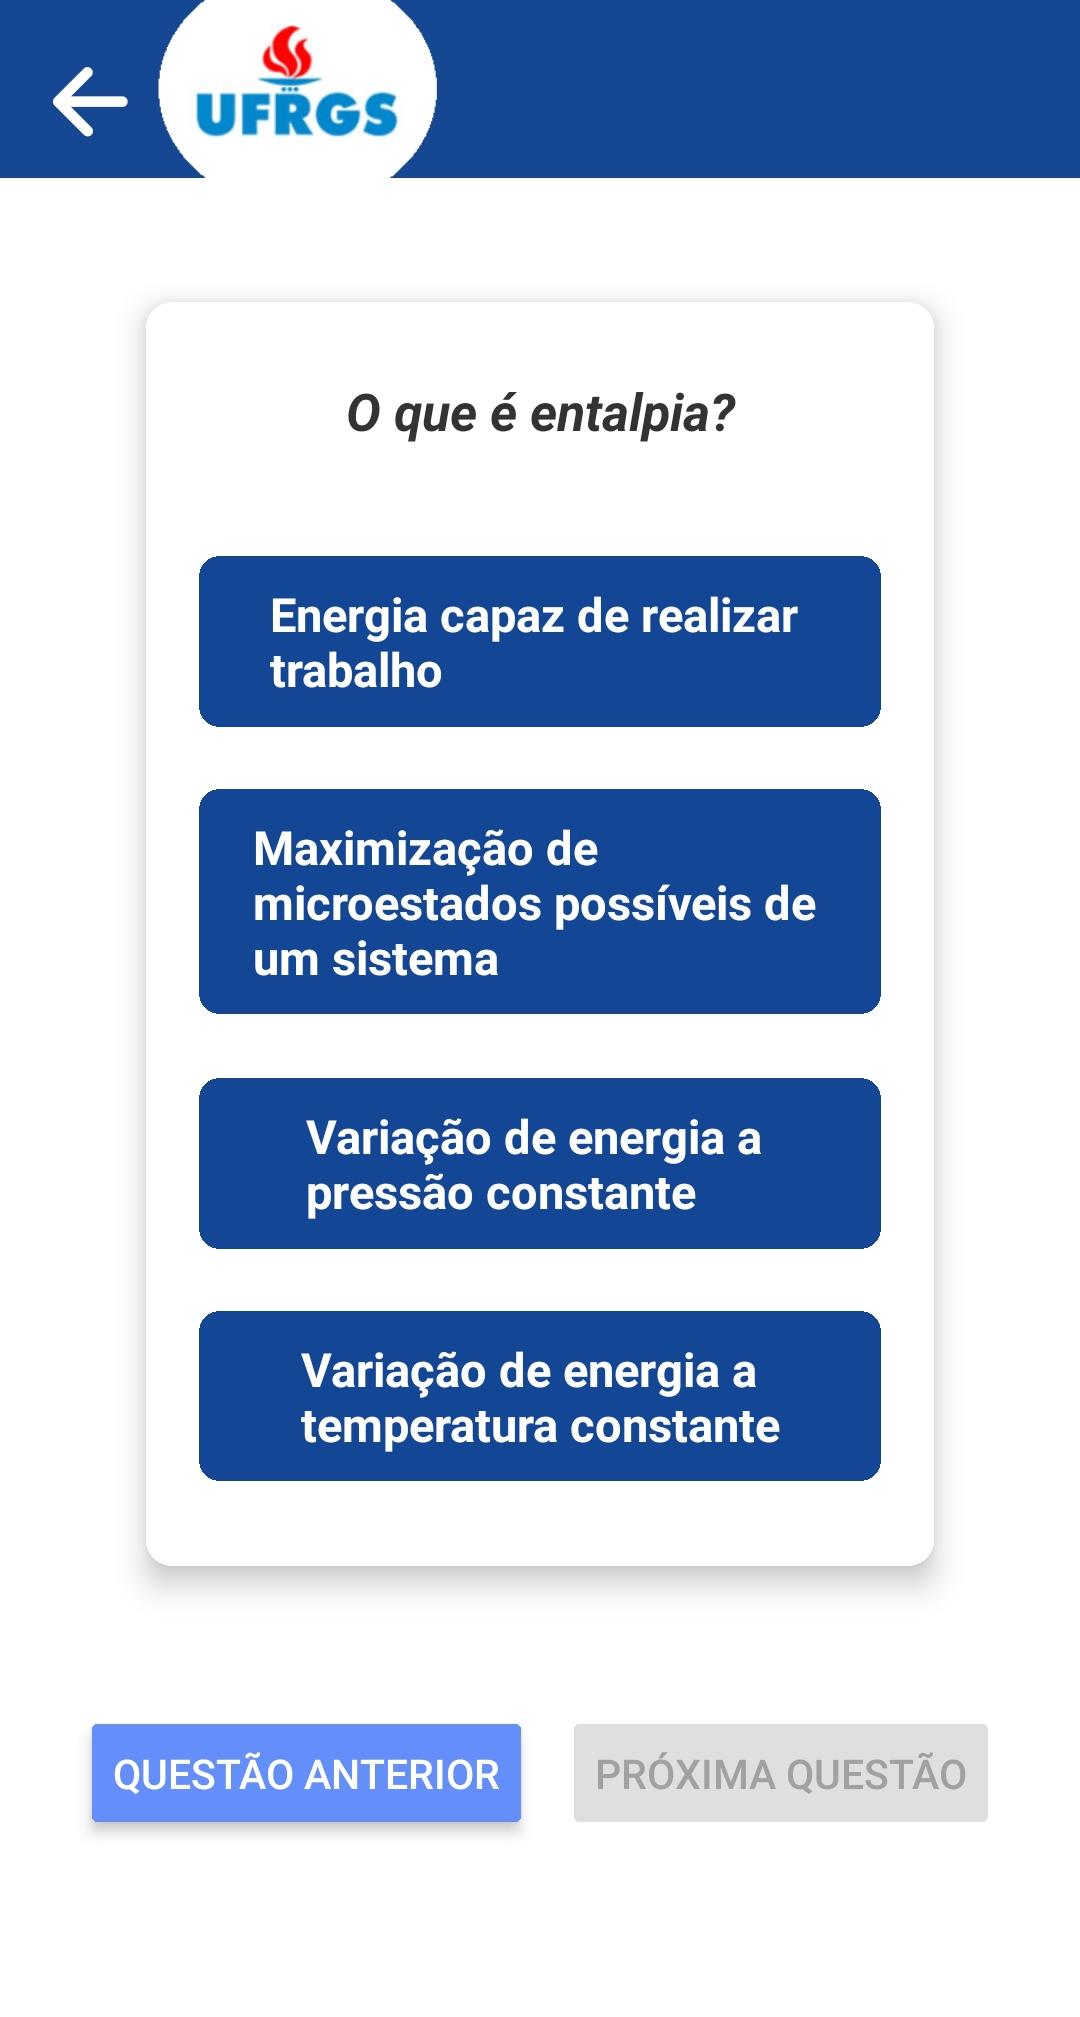 UFRGS
O que é entalpia?
Energia capaz de realizar
trabalho
Maximização de
microestados possíveis de
um sistema
Variação de energia a
pressão constante
Variação de energia a
temperatura constante
QUESTÃO ANTERIOR
PRÓXIMA QUESTÃO